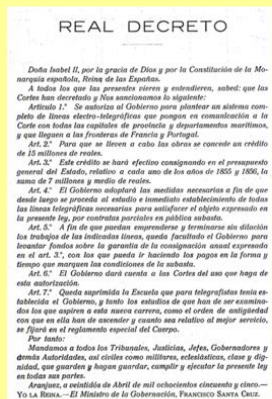 REAL DECRETO
Doña Isabel II, por la gracia de Dios y por la Constitución de la Mo-
narquía española, Reina de las Españas.
A todos los que las presentes vieren y entendieren, sabed: que las
Cortes han decretado y Nos sancionamos lo siguiente:
Artículo 1.º Se autoriza al Gobierno para plantear un sistema com-
pleto de líneas electro-telegráficas que pongan en comunicación a la
Corte con todas las capitales de provincia y departamentos marítimos,
y que lleguen a las fronteras de Francia y Portugal.
Art. 2.º Para que se lleven a cabo las obras se concede un crédito
de 15 millones de reales.
Art. 3.º Este crédito se hará efectivo consignando en el presupuesto
general del Estado, relativo a cada uno de los años de 1855 y 1856, la
suma de 7 millones y medio de reales.
Art. 4.º El Gobierno adoptará las medidas necesarias a fin de que
desde luego se proceda al estudio e inmediato establecimiento de todas
las líneas telegráficas necesarias para satisfacer el objeto expresado en
la presente ley, por contratas parciales en pública subasta.
Art. 5.º A fin de que puedan emprenderse y terminarse sin dilación
los trabajos de las indicadas líneas, queda facultado el Gobierno para
levantar fondos sobre la garantía de la consignación anual expresada
en el art. 3.º, con los que pueda ir haciendo los pagos en la forma y
tiempo que marquen las condiciones de la subasta.
Art. 6.º El Gobierno dará cuenta a las Cortes del uso que haga de
esta autorización.
Art. 7.º Queda suprimida la Escuela que para telegrafistas tenía es-
tablecida el Gobierno, y tanto los estudios de que han de ser examina-
dos los que aspiren a esta nueva carrera, como el orden de antigüedad
con que en ella han de ascender y cuanto sea relativo al mejor servicio,
se fijará en el reglamento especial del Cuerpo.
Por tanto:
Mandamos a todos los Tribunales, Justicias, Jefes, Gobernadores y
demás Autoridades, así civiles como militares, eclesiásticas, clase y dig-
nidad, que guarden y hagan guardar, cumplir y ejecutar la presente ley
en todas sus partes.
Aranjuez, a veintidós de Abril de mil ochocientos cincuenta y cinco.—
YO LA REINA.—El Ministro de la Gobernación, FRANCISCO SANTA CRUZ.